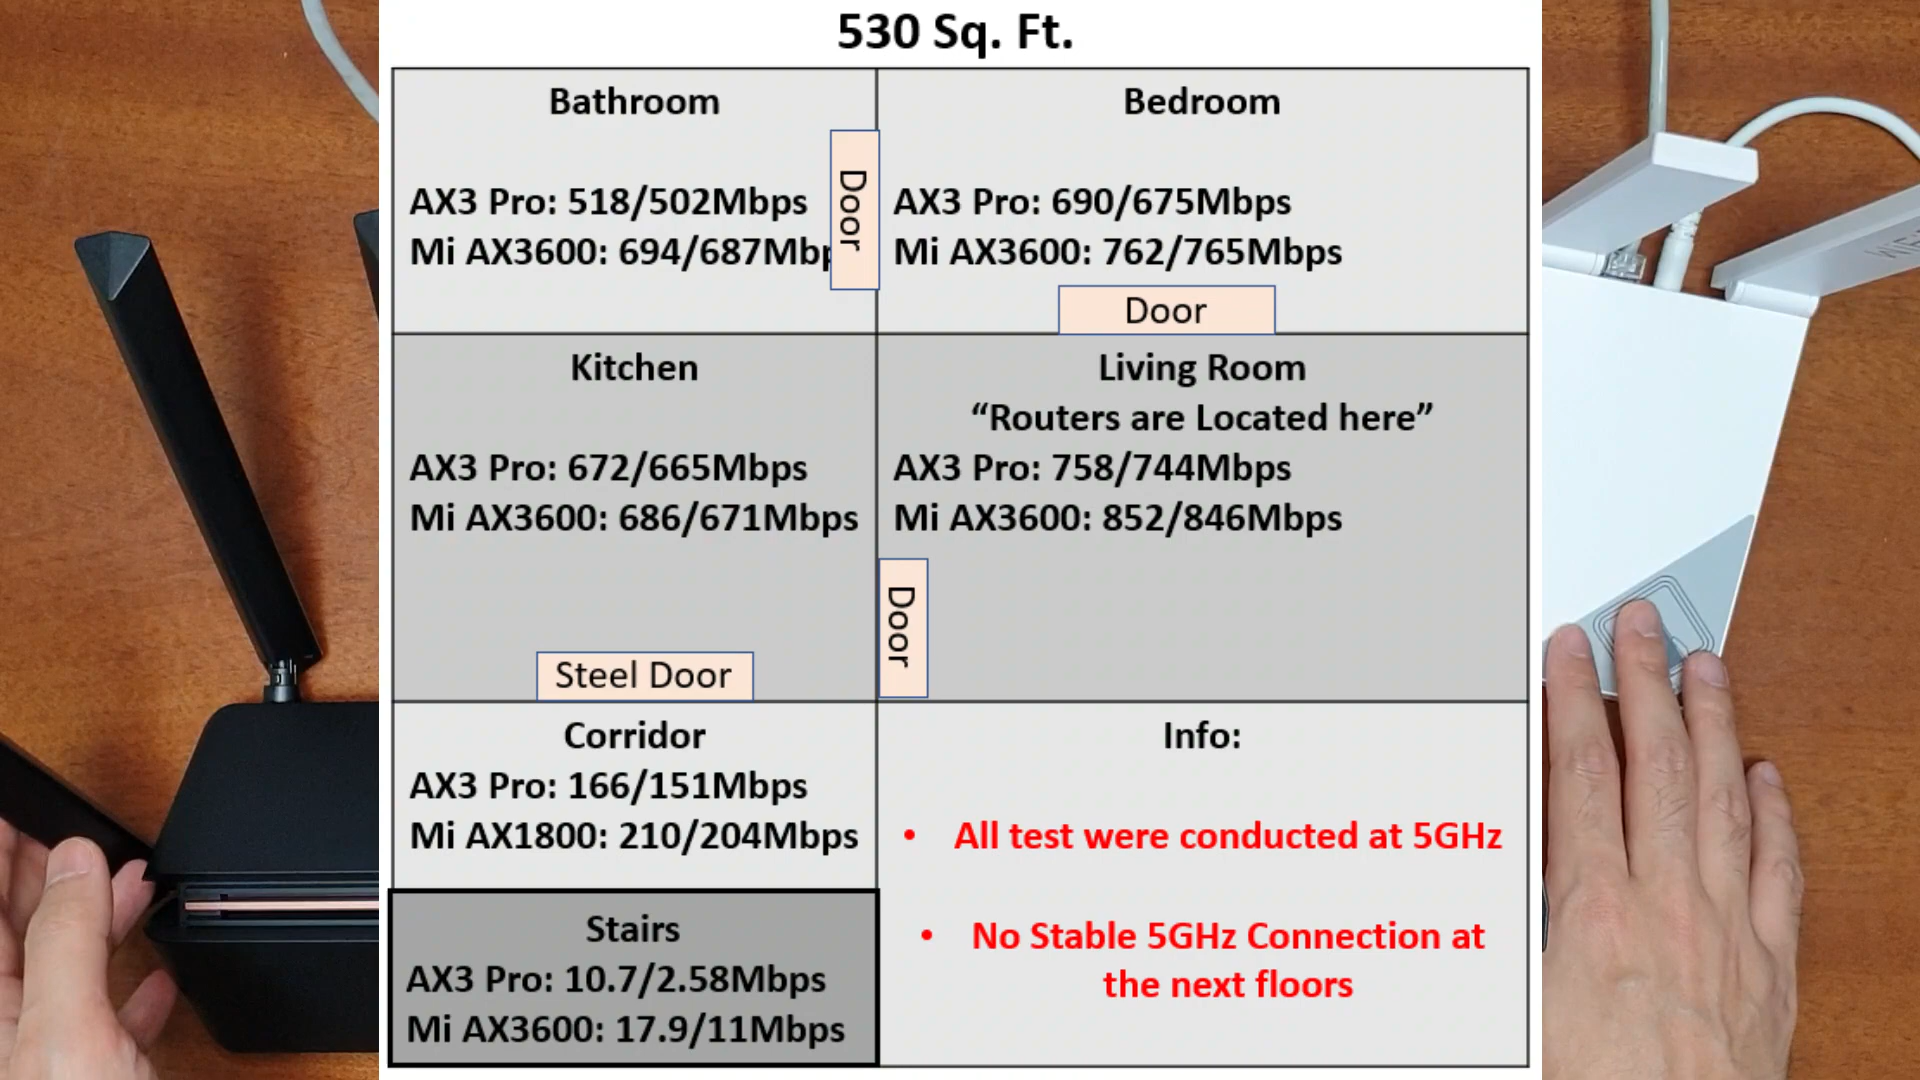 530 Sq. Ft.
Bathroom
AX3 Pro: 518/502Mbps
Mi AX3600: 694/687Mb
Door
Bedroom
AX3 Pro: 690/675Mbps
Mi AX3600: 762/765Mbps
Door
Kitchen
AX3 Pro: 672/665Mbps
Mi AX3600: 686/671Mbps
Steel Door
Living Room
“Routers are Located here”
AX3 Pro: 758/744Mbps
Mi AX3600: 852/846Mbps
Door
Corridor
AX3 Pro: 166/151Mbps
Mi AX1800: 210/204Mbps
Stairs
AX3 Pro: 10.7/2.58Mbps
Mi AX3600: 17.9/11Mbps
Info:
• All test were conducted at 5GHz
• No Stable 5GHz Connection at
the next floors